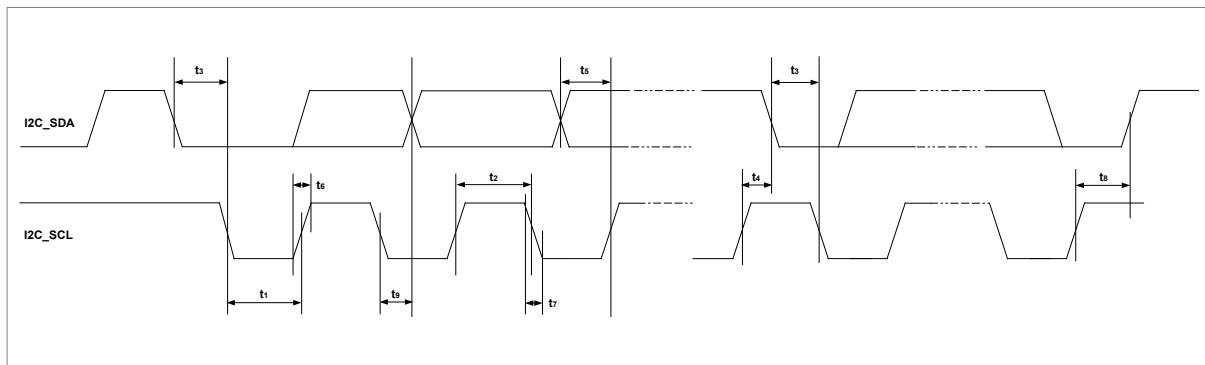 t3 t5 t3
I2C_SDA
t6 t2 t4 t8
I2C_SCL
t1 t9 t7